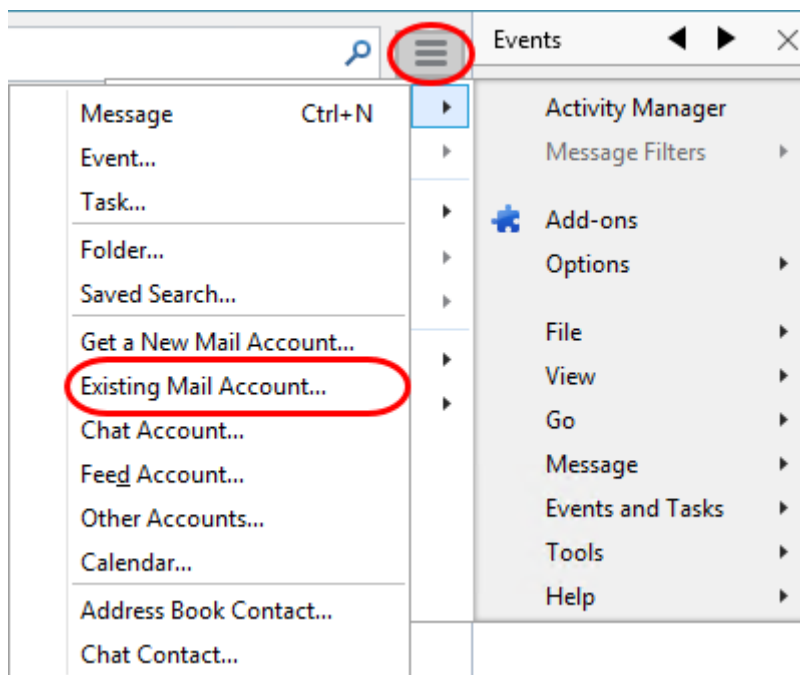 Events
Message Ctrl+N
Event...
Task...
Folder...
Saved Search...
Get a New Mail Account...
Existing Mail Account...
Chat Account...
Feed Account...
Other Accounts...
Calendar...
Address Book Contact...
Chat Contact...
Activity Manager
Message Filters
Add-ons
Options
File
View
Go
Message
Events and Tasks
Tools
Help